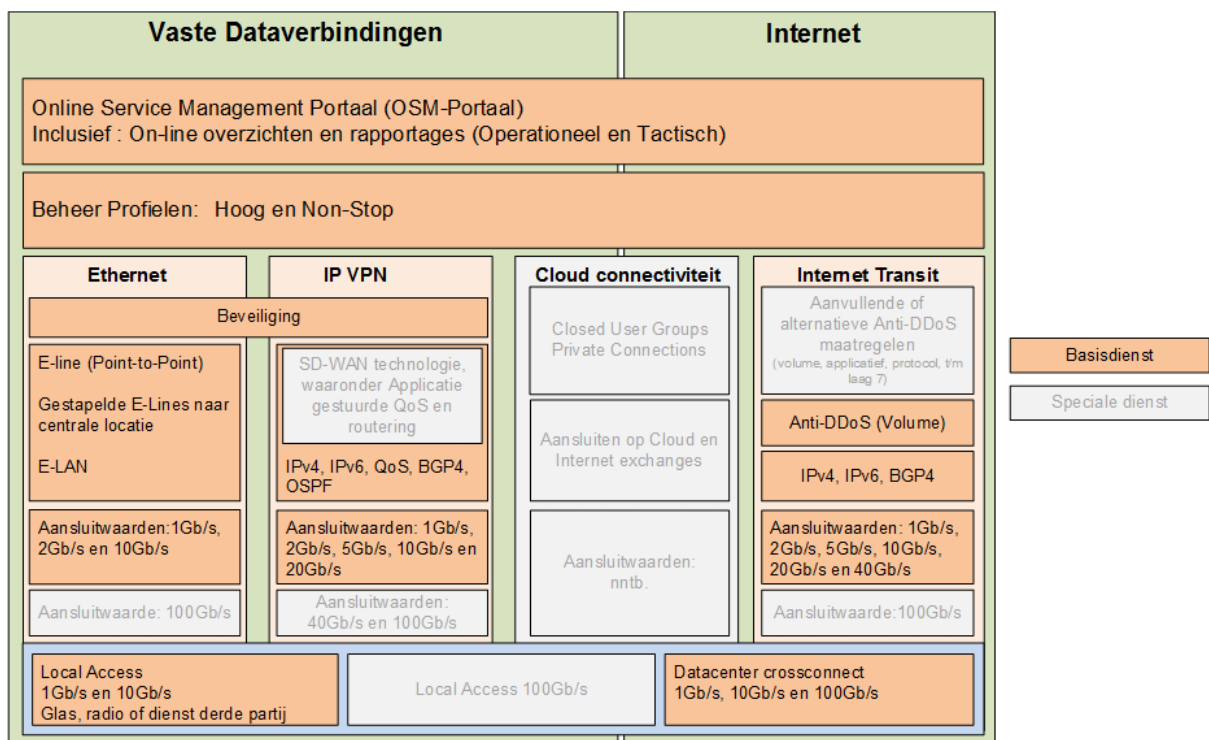 Vaste Dataverbindingen
Internet
Online Service Management Portaal (OSM-Portaal)
Inclusief : On-line overzichten en rapportages (Operationeel en Tactisch)
Beheer Profielen: Hoog en Non-Stop
Ethernet
IP VPN
Beveiliging
E-line (Point-to-Point)
Gestapelde E-Lines naar
centrale locatie
E-LAN
SD-WAN technologie,
waaronder Applicatie
gestuurde QoS en
routering
IPv4, IPv6, QoS, BGP4,
OSPF
Aansluitwaarden:1Gb/s,
2Gb/s en 10Gb/s
Aansluitwaarden: 1Gb/s,
2Gb/s, 5Gb/s, 10Gb/s en
20Gb/s
Aansluitwaarde: 100Gb/s
Aansluitwaarden:
40Gb/s en 100Gb/s
Cloud connectiviteit
Closed User Groups
Private Connections
Aansluiten op Cloud en
Internet exchanges
Aansluitwaarden:
nntb.
Internet Transit
Aanvullende of
alternatieve Anti-DDoS
maatregelen
(volume, applicatief, protocol, t/m
laag 7)
Anti-DDoS (Volume)
IPv4, IPv6, BGP4
Aansluitwaarden: 1Gb/s,
2Gb/s, 5Gb/s, 10Gb/s,
20Gb/s en 40Gb/s
Aansluitwaarde:100Gb/s
Local Access
1Gb/s en 10Gb/s
Glas, radio of dienst derde partij
Local Access 100Gb/s
Datacenter crossconnect
1Gb/s, 10Gb/s en 100Gb/s
Basisdienst
Speciale dienst